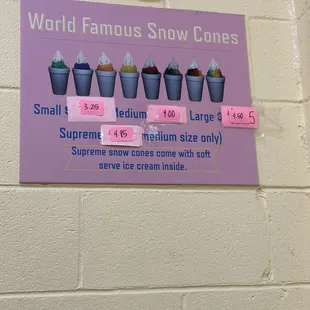 World Famous Snow Cones
Small $ 3.25 Medium 4.00 Large $ 4.50 5
Supreme 4.85 (medium size only)
Supreme snow cones come with soft
serve ice cream inside.